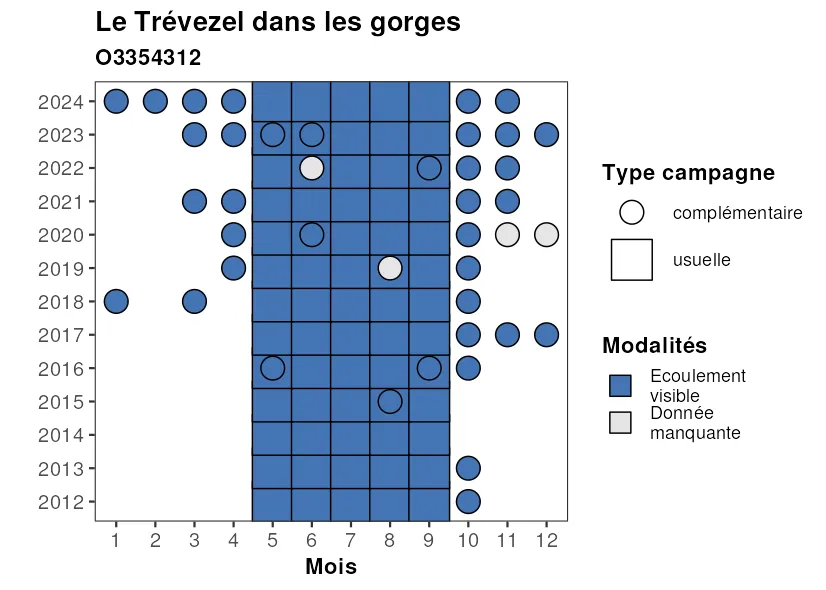 Le Trévezel dans les gorges
O3354312
2024
2023
2022
2021
2020
2019
2018
2017
2016
2015
2014
2013
2012
1 2 3 4 5 6 7 8 9 10 11 12
Mois
Type campagne
complémentaire
usuelle
Modalités
Ecoulement
visible
Donnée
manquante